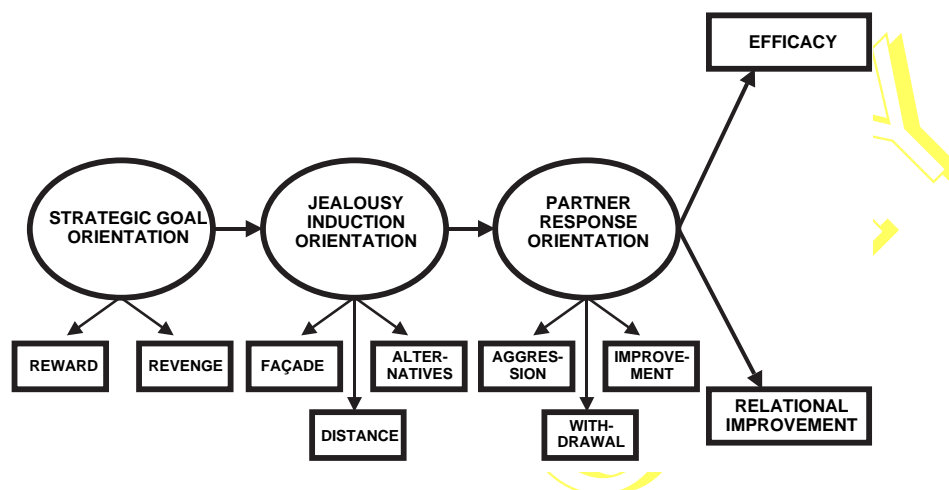 EFFICACY
STRATEGIC GOAL
ORIENTATION
JEALOUSY
INDUCTION
ORIENTATION
PARTNER
RESPONSE
ORIENTATION
REWARD
REVENGE
FAÇADE
ALTER-
NATIVES
AGGRES-
SION
IMPROVE-
MENT
DISTANCE
WITH-
DRAWAL
RELATIONAL
IMPROVEMENT